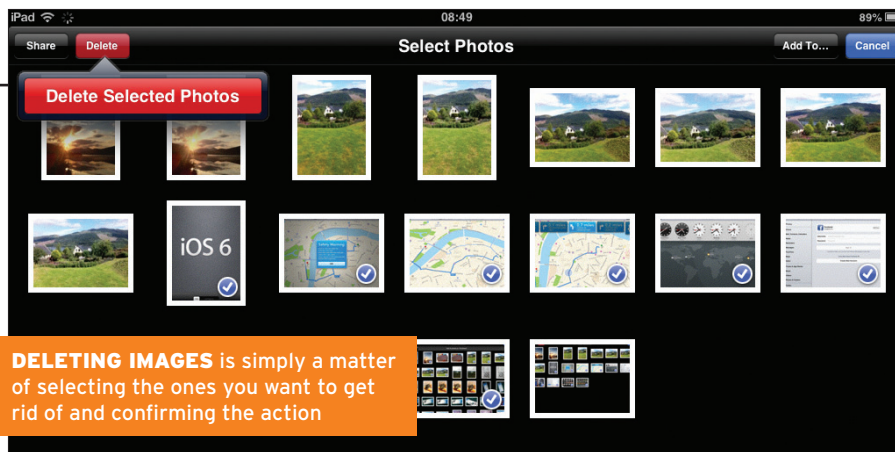 iPad 08:49 89%
Share Delete Select Photos Add To... Cancel
Delete Selected Photos
iOS 6
DELETING IMAGES is simply a matter
of selecting the ones you want to get
rid of and confirming the action